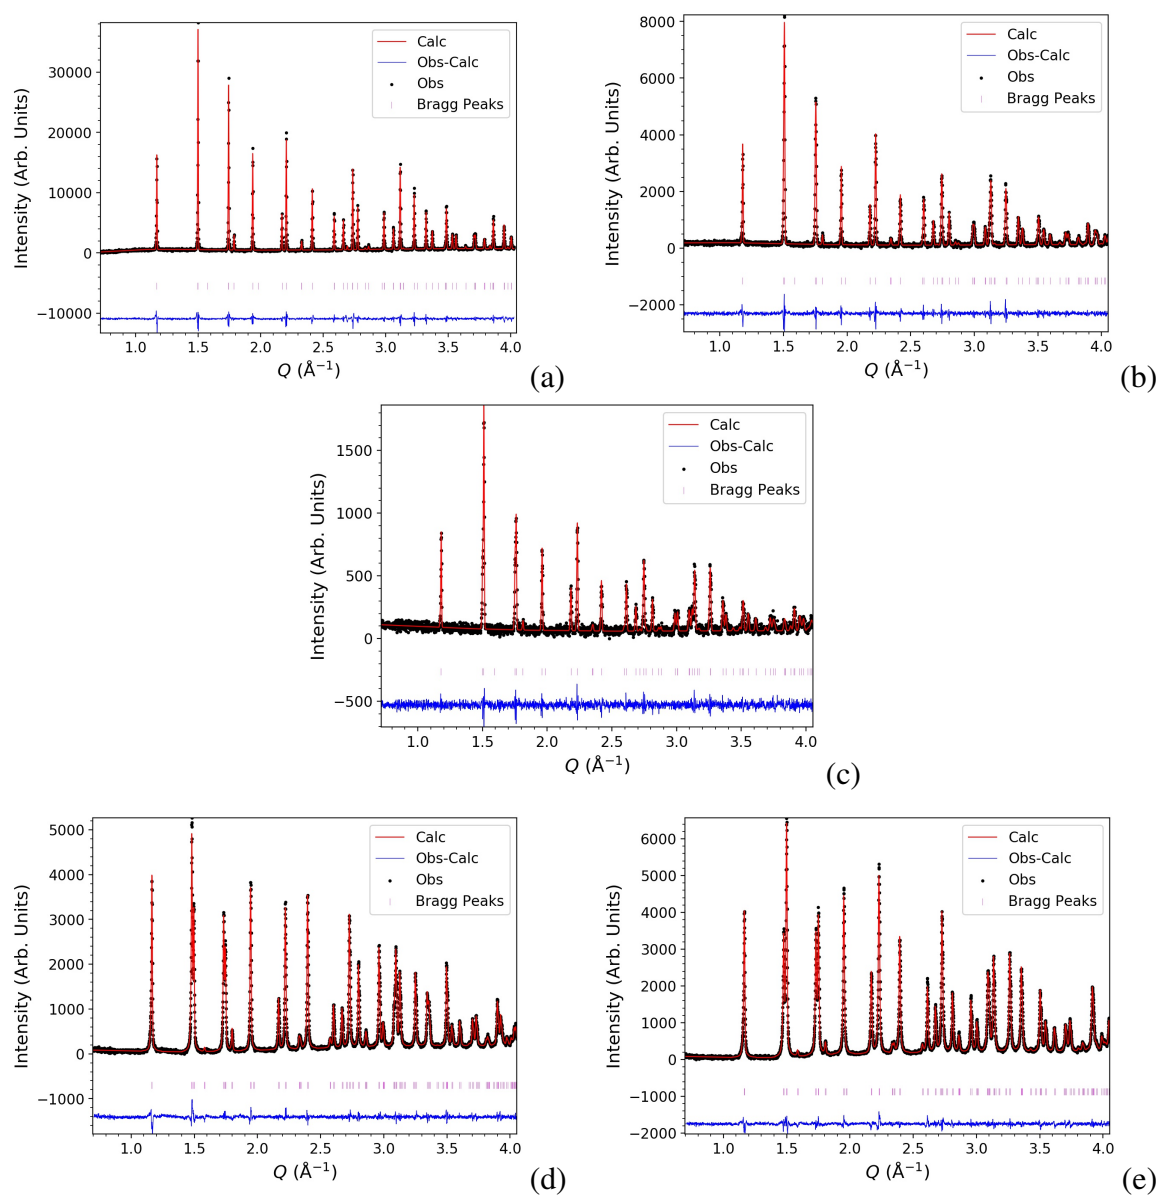 Intensity (Arb. Units)
30000
20000
10000
0
−10000
Calc
Obs-Calc
Obs
Bragg Peaks
1.0 1.5 2.0 2.5 3.0 3.5 4.0
Q (Å−1)
(a)
Intensity (Arb. Units)
8000
6000
4000
2000
0
−2000
Calc
Obs-Calc
Obs
Bragg Peaks
1.0 1.5 2.0 2.5 3.0 3.5 4.0
Q (Å−1)
(b)
Intensity (Arb. Units)
1500
1000
500
0
−500
Calc
Obs-Calc
Obs
Bragg Peaks
1.0 1.5 2.0 2.5 3.0 3.5 4.0
Q (Å−1)
(c)
Intensity (Arb. Units)
5000
4000
3000
2000
1000
0
−1000
Calc
Obs-Calc
Obs
Bragg Peaks
1.0 1.5 2.0 2.5 3.0 3.5 4.0
Q (Å−1)
(d)
Intensity (Arb. Units)
6000
5000
4000
3000
2000
1000
0
−1000
−2000
Calc
Obs-Calc
Obs
Bragg Peaks
1.0 1.5 2.0 2.5 3.0 3.5 4.0
Q (Å−1)
(e)